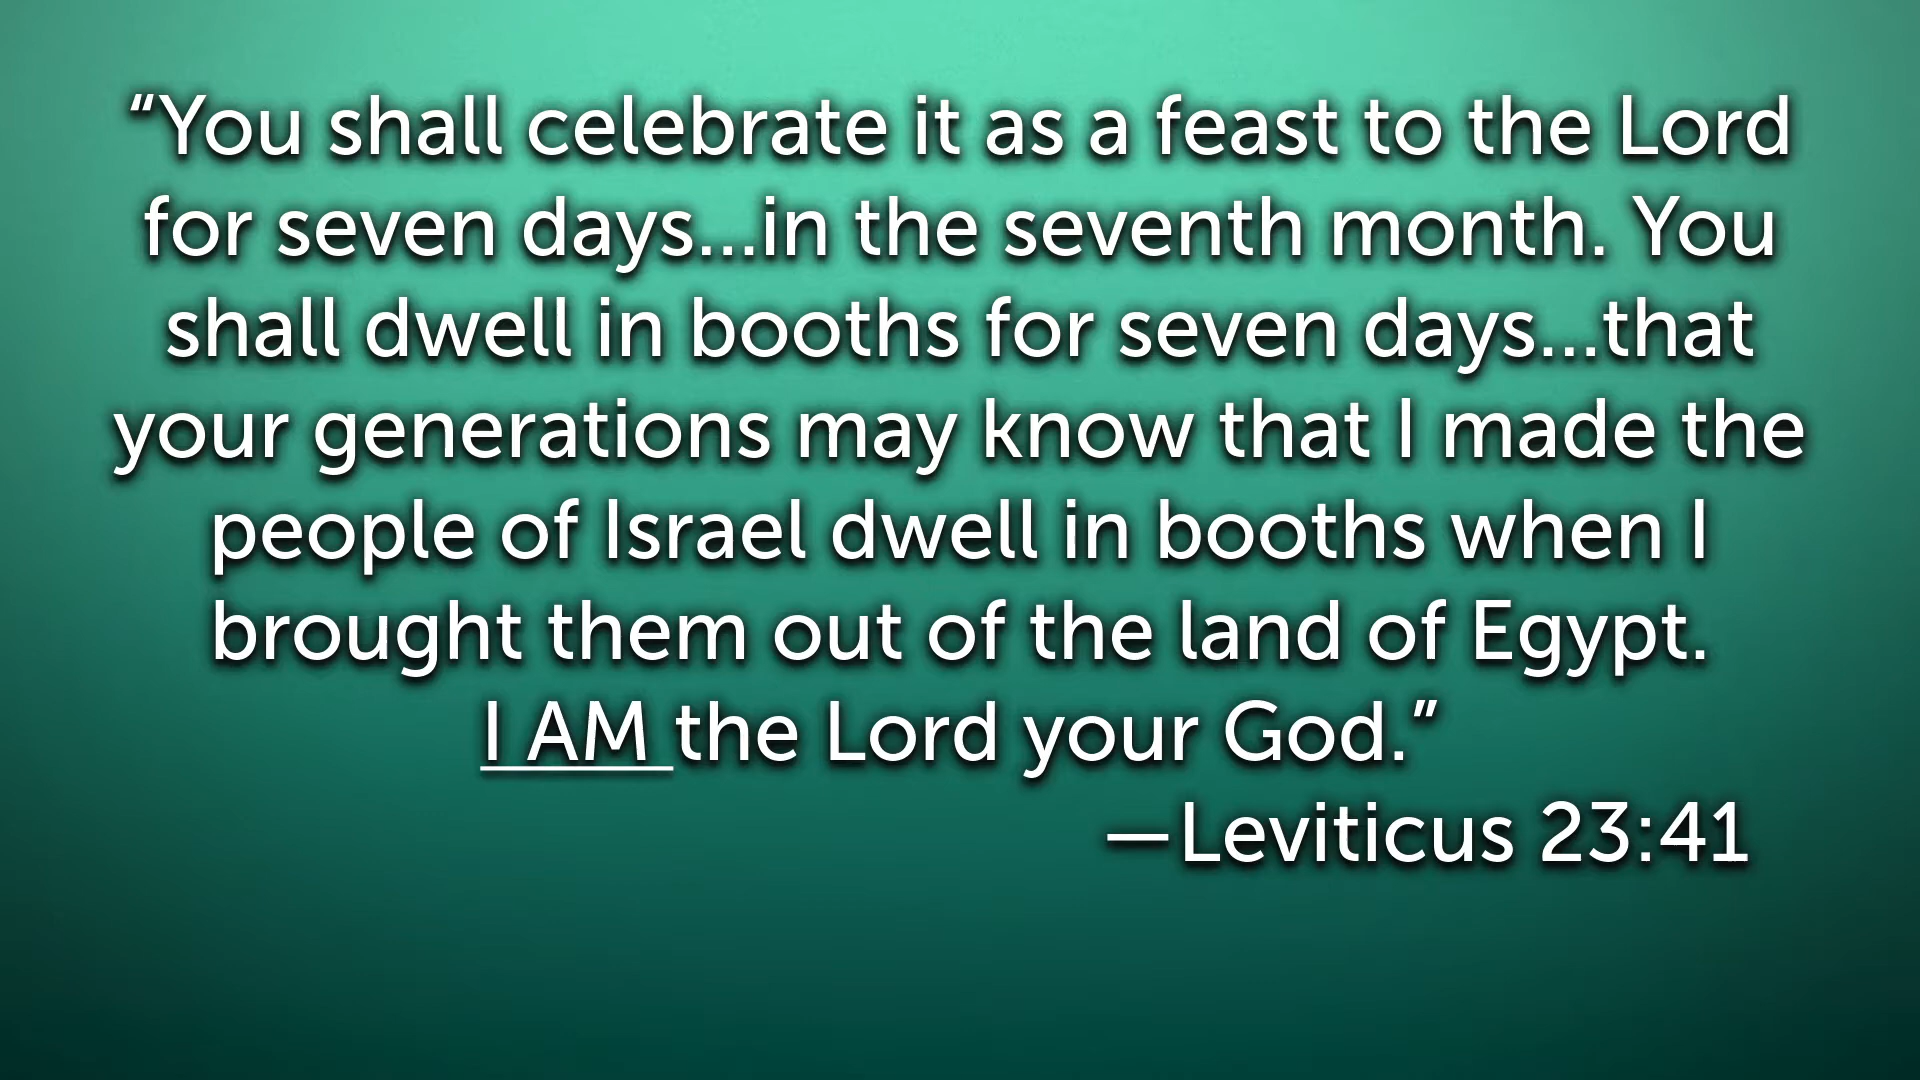 “You shall celebrate it as a feast to the Lord
for seven days...in the seventh month. You
shall dwell in booths for seven days...that
your generations may know that I made the
people of Israel dwell in booths when I
brought them out of the land of Egypt.
I AM the Lord your God.”
—Leviticus 23:41